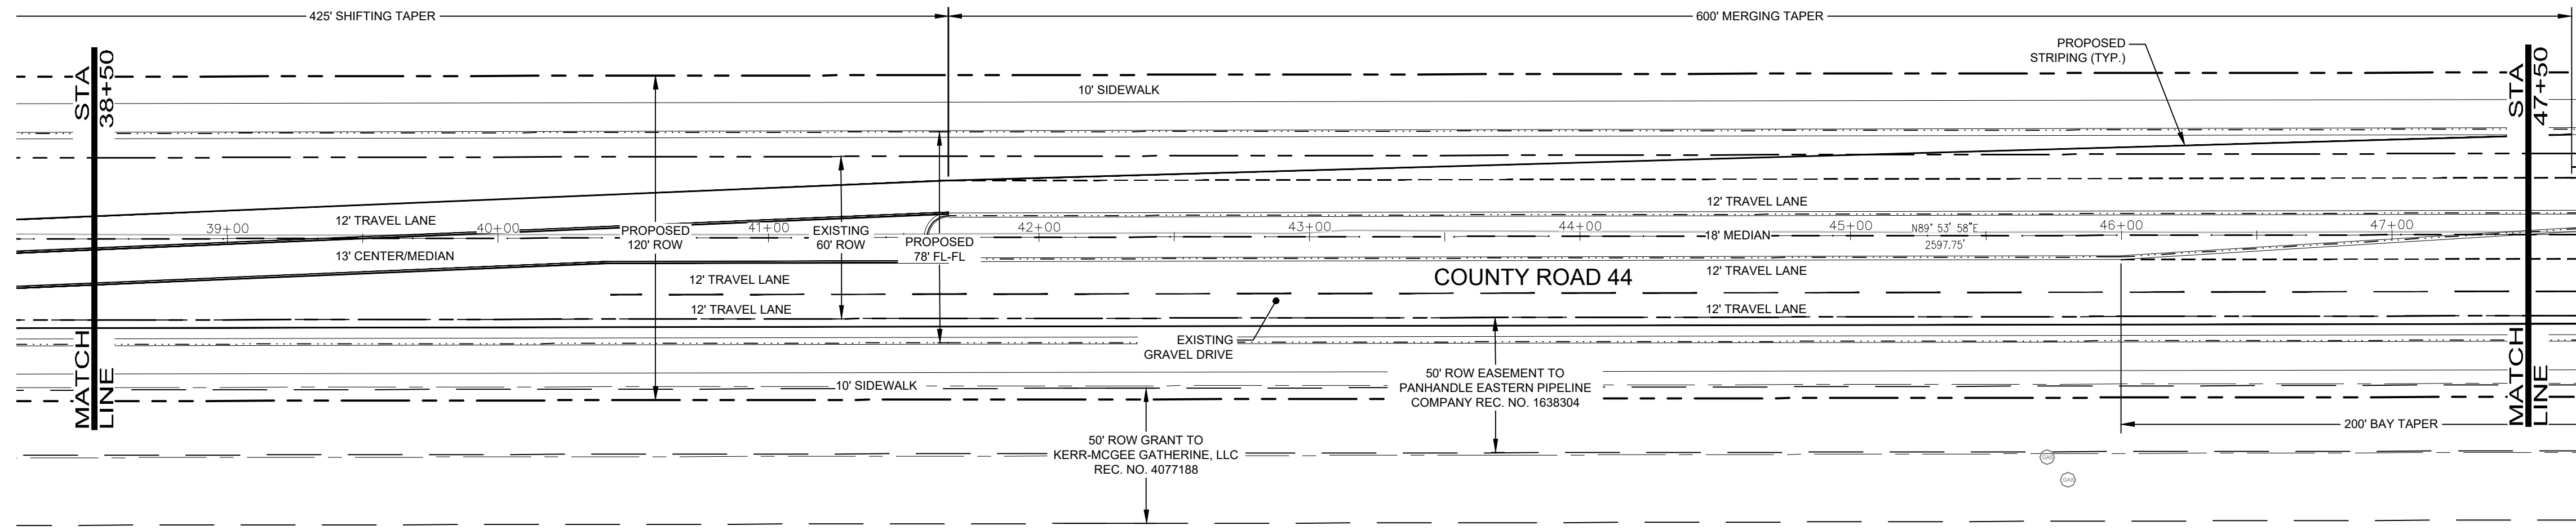 425' SHIFTING TAPER
600' MERGING TAPER
PROPOSED
STRIPING (TYP.)
STA
38+50
STA
47+50
10' SIDEWALK
12' TRAVEL LANE
12' TRAVEL LANE
39+00
40+00
41+00
42+00
43+00
44+00
45+00
46+00
47+00
N89° 53' 58"E
2597.75'
PROPOSED
120' ROW
EXISTING
60' ROW
PROPOSED
78' FL-FL
18' MEDIAN
13' CENTER/MEDIAN
12' TRAVEL LANE
COUNTY ROAD 44
12' TRAVEL LANE
12' TRAVEL LANE
12' TRAVEL LANE
EXISTING
GRAVEL DRIVE
MATCH
LINE
MATCH
LINE
10' SIDEWALK
50' ROW EASEMENT TO
PANHANDLE EASTERN PIPELINE
COMPANY REC. NO. 1638304
200' BAY TAPER
50' ROW GRANT TO
KERR-MCGEE GATHERINE, LLC
REC. NO. 4077188
GAS
GAS